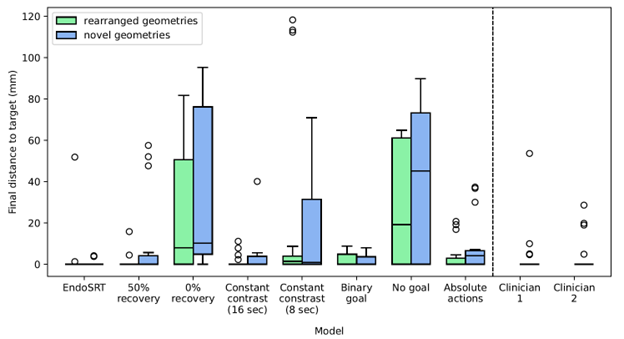 120
100
80
60
40
20
0
Final distance to target (mm)
rearranged geometries
novel geometries
EndoSRT
50%
recovery
0%
recovery
Constant
contrast
(16 sec)
Constant
constrast
(8 sec)
Binary
goal
No goal
Absolute
actions
Clinician
1
Clinician
2
Model